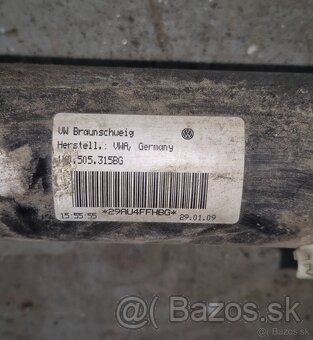 VW Braunschweig
Herstell.: VWA, Germany
.505.315BG
*29AU4FFHBG*
15:55:55 29.01.09
Bazos.sk